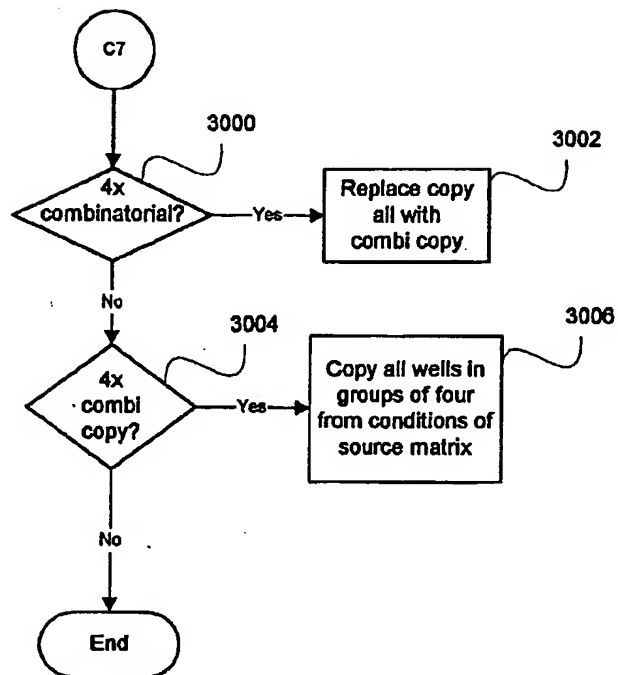 C7
3000
4x
combinatorial?
Yes
3002
Replace copy
all with
combi copy
No
3004
4x
combi
copy?
Yes
3006
Copy all wells in
groups of four
from conditions of
source matrix
No
End